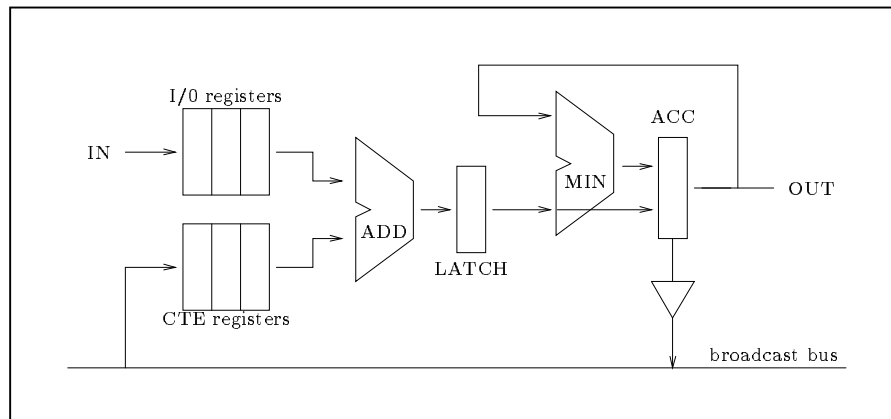 I/0 registers
ACC
IN
MIN
OUT
ADD
LATCH
CTE registers
broadcast bus